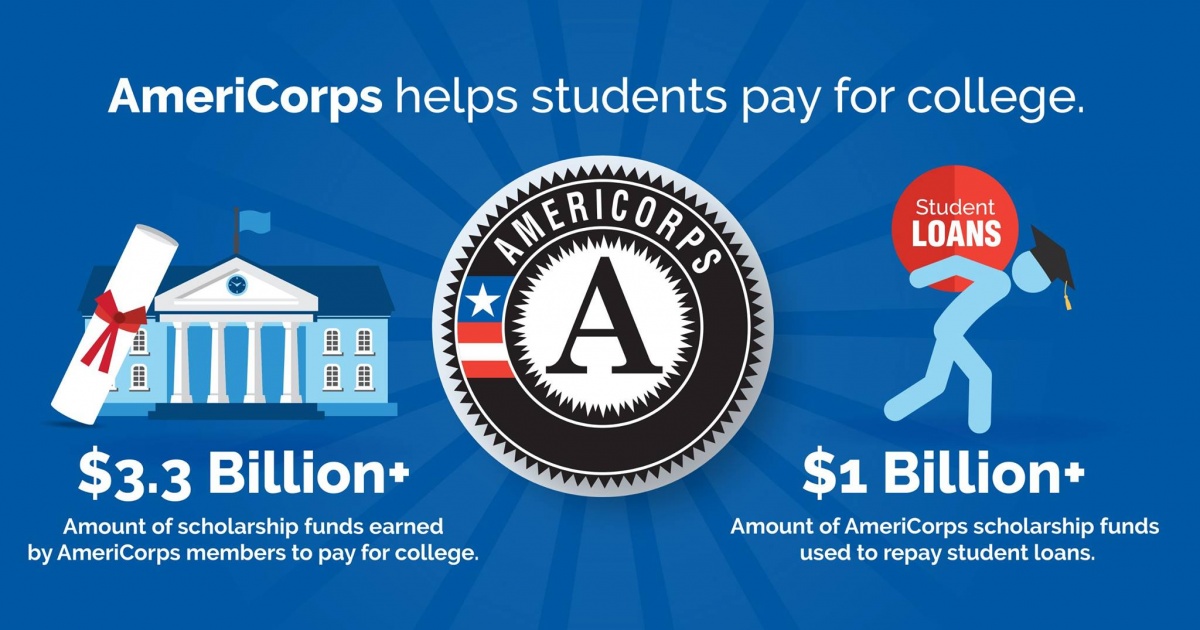 AmeriCorps helps students pay for college.
AMERICORPS
A
Student
LOANS
$3.3 Billion+
Amount of scholarship funds earned
by AmeriCorps members to pay for college.
$1 Billion+
Amount of AmeriCorps scholarship funds
used to repay student loans.